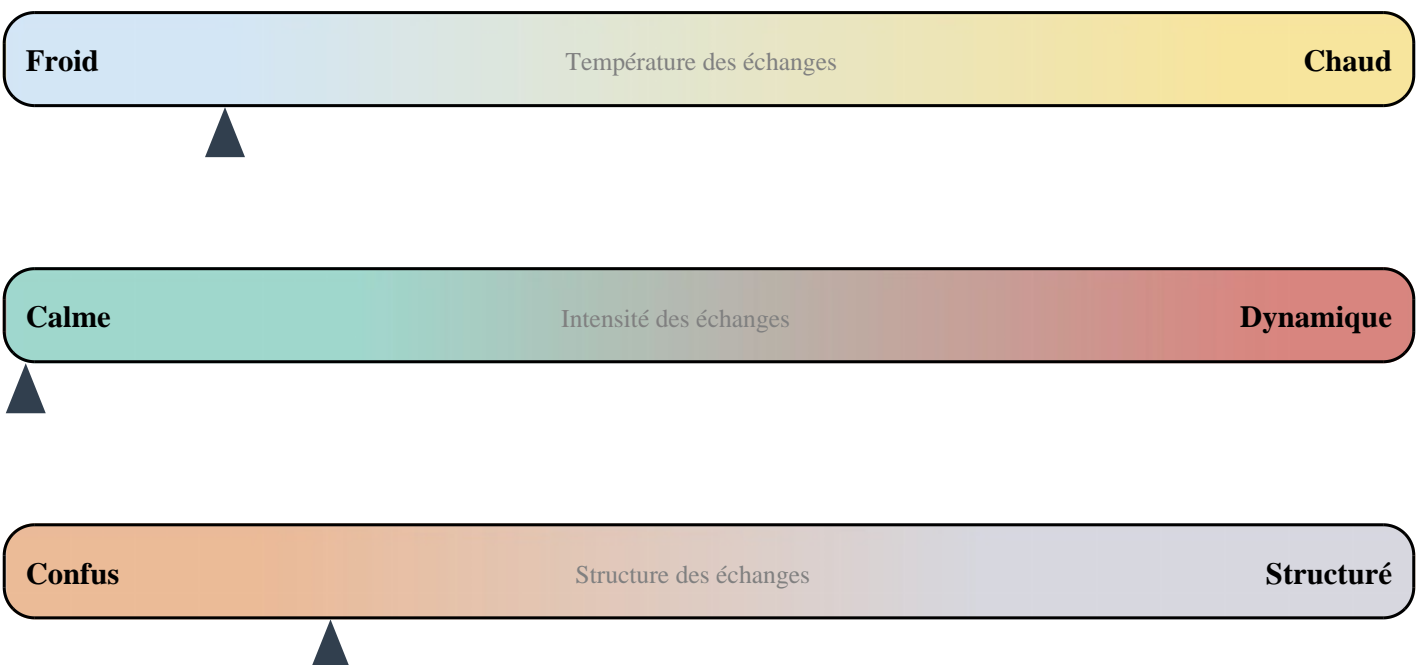 Froid Température des échanges Chaud
Calme Intensité des échanges Dynamique
Confus Structure des échanges Structuré